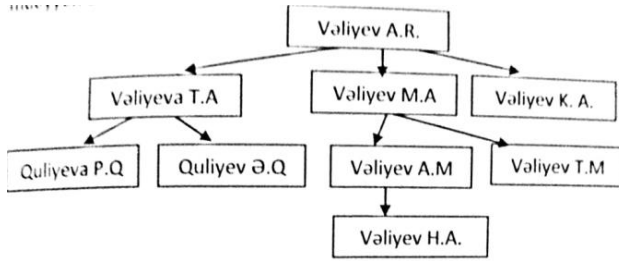 Vəliyev A.R.
Vəliyeva T.A
Vəliyev M.A
Vəliyev K. A.
Quliyeva P.Q
Quliyev Ə.Q
Vəliyev A.M
Vəliyev T.M
Vəliyev H.A.